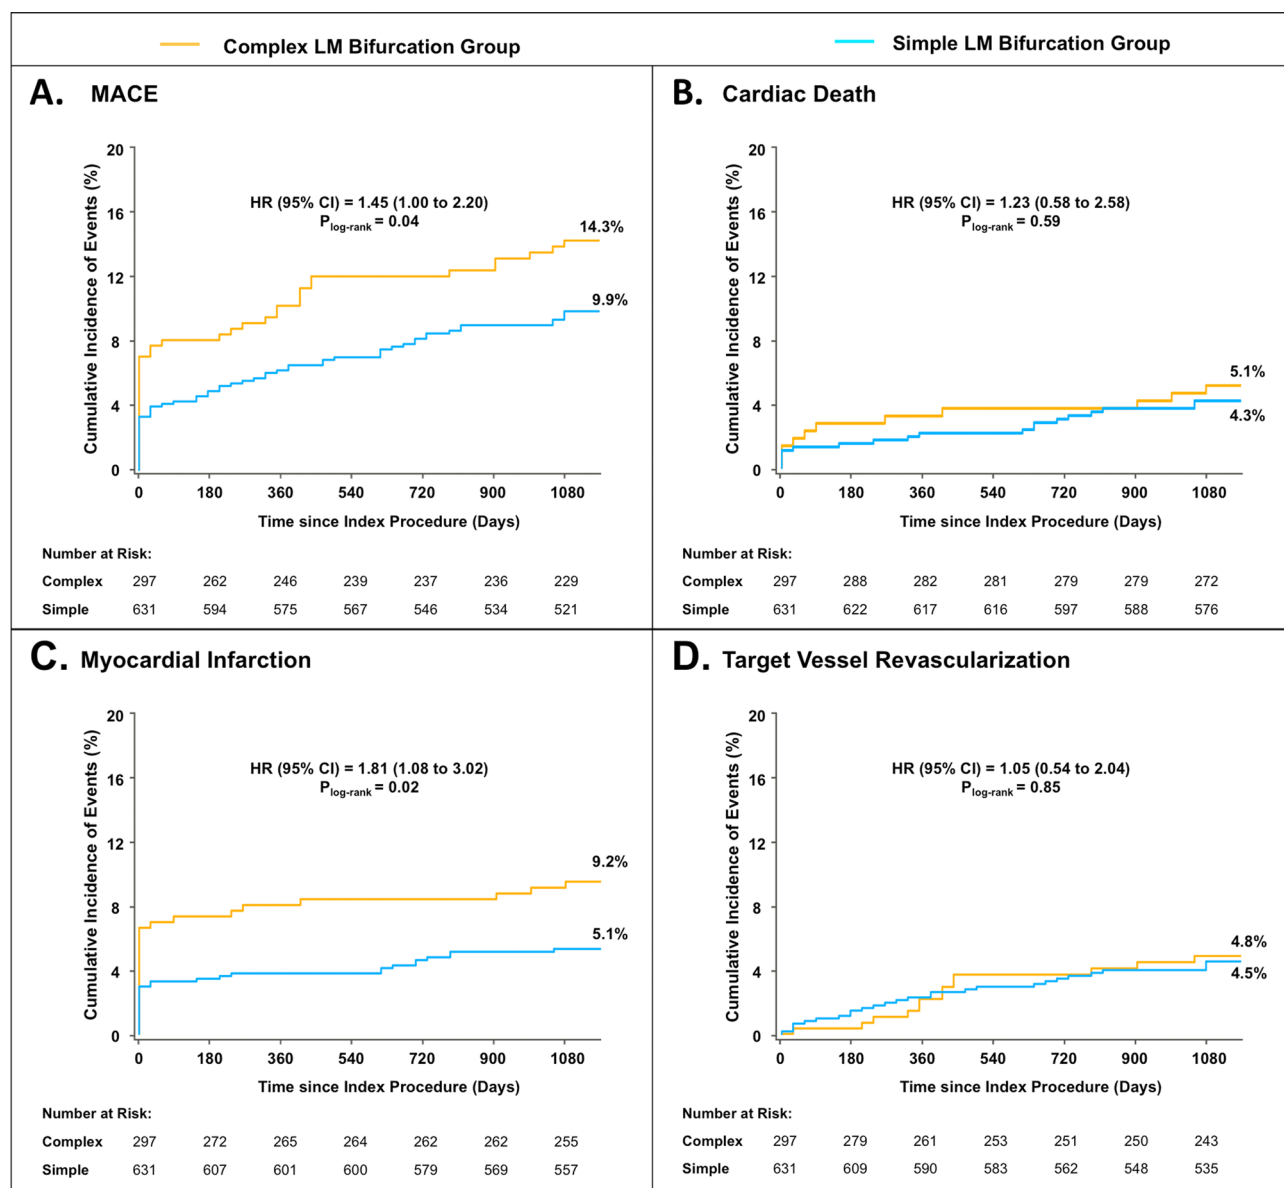 Complex LM Bifurcation Group
Simple LM Bifurcation Group
A. MACE
20
16
12
8
4
0
Cumulative Incidence of Events (%)
HR (95% CI) = 1.45 (1.00 to 2.20)
Plog-rank = 0.04
14.3%
9.9%
0 180 360 540 720 900 1080
Time since Index Procedure (Days)
Number at Risk:
Complex 297 262 246 239 237 236 229
Simple 631 594 575 567 546 534 521
B. Cardiac Death
20
16
12
8
4
0
Cumulative Incidence of Events (%)
HR (95% CI) = 1.23 (0.58 to 2.58)
Plog-rank = 0.59
5.1%
4.3%
0 180 360 540 720 900 1080
Time since Index Procedure (Days)
Number at Risk:
Complex 297 288 282 281 279 279 272
Simple 631 622 617 616 597 588 576
C. Myocardial Infarction
20
16
12
8
4
0
Cumulative Incidence of Events (%)
HR (95% CI) = 1.81 (1.08 to 3.02)
Plog-rank = 0.02
9.2%
5.1%
0 180 360 540 720 900 1080
Time since Index Procedure (Days)
Number at Risk:
Complex 297 272 265 264 262 262 255
Simple 631 607 601 600 579 569 557
D. Target Vessel Revascularization
20
16
12
8
4
0
Cumulative Incidence of Events (%)
HR (95% CI) = 1.05 (0.54 to 2.04)
Plog-rank = 0.85
4.8%
4.5%
0 180 360 540 720 900 1080
Time since Index Procedure (Days)
Number at Risk:
Complex 297 279 261 253 251 250 243
Simple 631 609 590 583 562 548 535